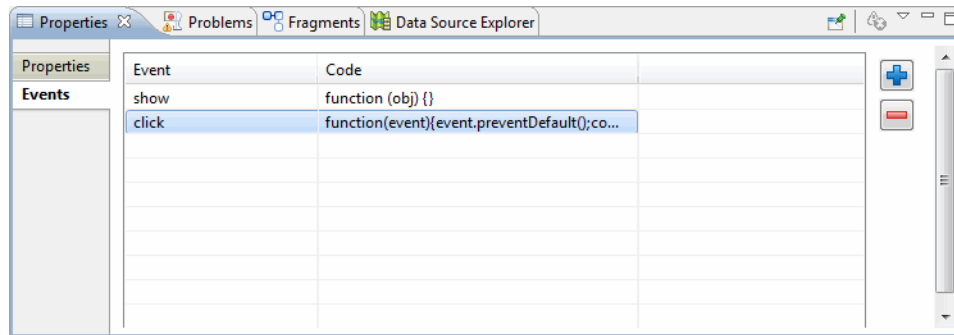 Properties Problems Fragments Data Source Explorer
Properties
Events
Event Code
show function (obj) {}
click function(event){event.preventDefault();co...